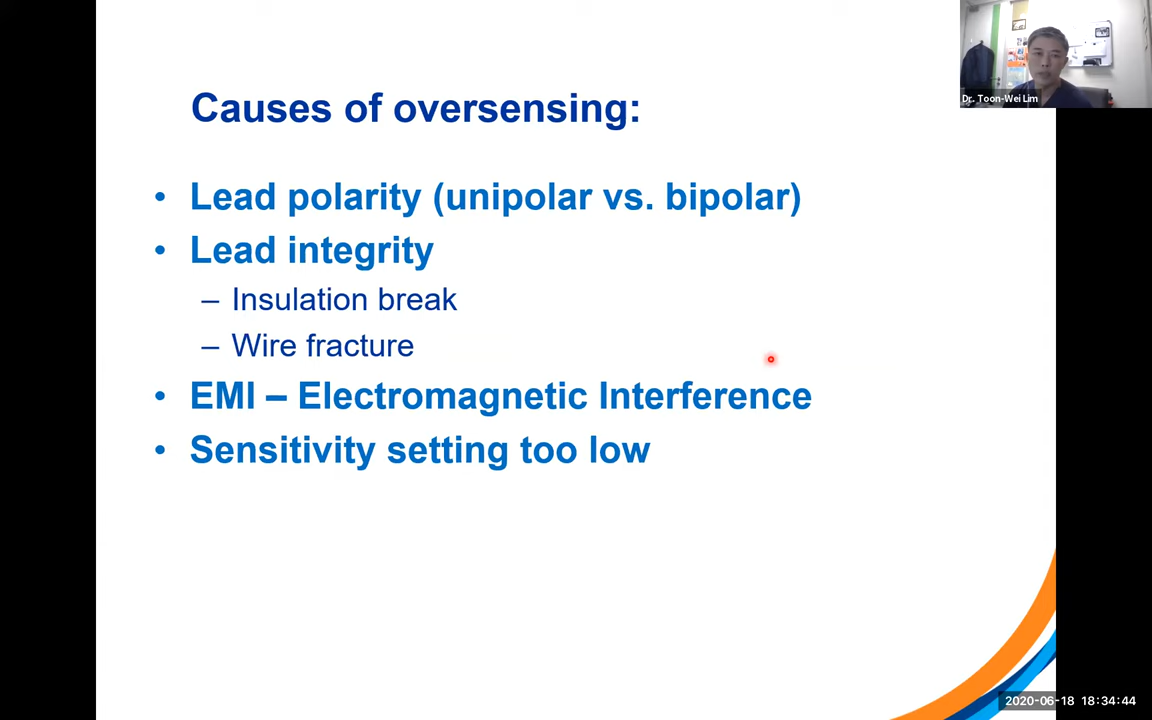 Dr. Toon-Wei Lim
Causes of oversensing:
• Lead polarity (unipolar vs. bipolar)
• Lead integrity
– Insulation break
– Wire fracture
• EMI – Electromagnetic Interference
• Sensitivity setting too low
2020-06-18 18:34:44